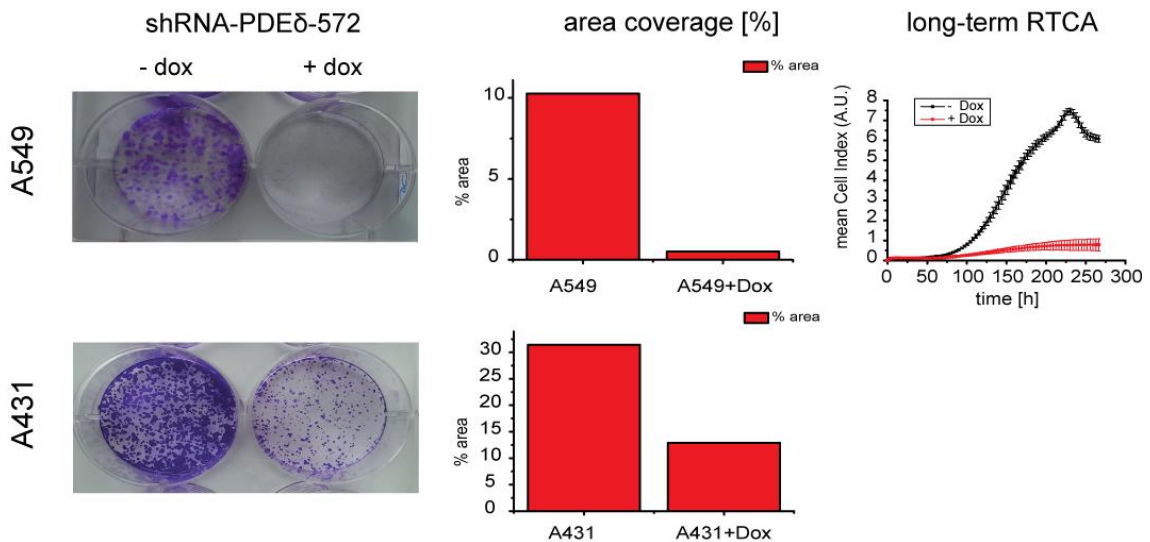 shRNA-PDEδ-572
- dox + dox
area coverage [%]
long-term RTCA
A549
% area
% area
10
5
0
A549 A549+Dox
mean Cell Index (A.U.)
8
7
6
5
4
3
2
1
0
- Dox
+ Dox
0 50 100 150 200 250 300
time [h]
A431
% area
% area
30
25
20
15
10
5
0
A431 A431+Dox